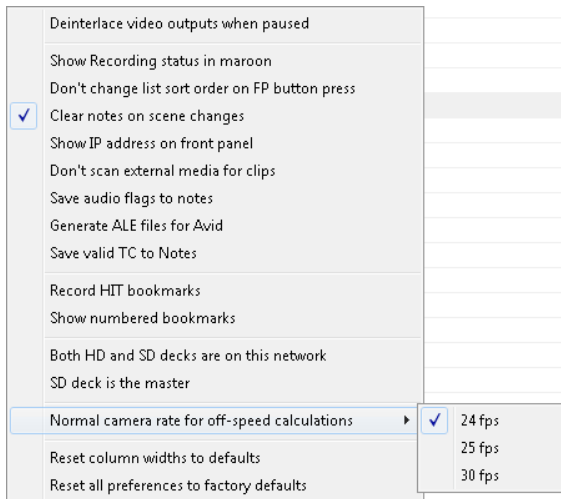 Deinterlace video outputs when paused
Show Recording status in maroon
Don't change list sort order on FP button press
Clear notes on scene changes
Show IP address on front panel
Don't scan external media for clips
Save audio flags to notes
Generate ALE files for Avid
Save valid TC to Notes
Record HIT bookmarks
Show numbered bookmarks
Both HD and SD decks are on this network
SD deck is the master
Normal camera rate for off-speed calculations
24 fps
25 fps
30 fps
Reset column widths to defaults
Reset all preferences to factory defaults